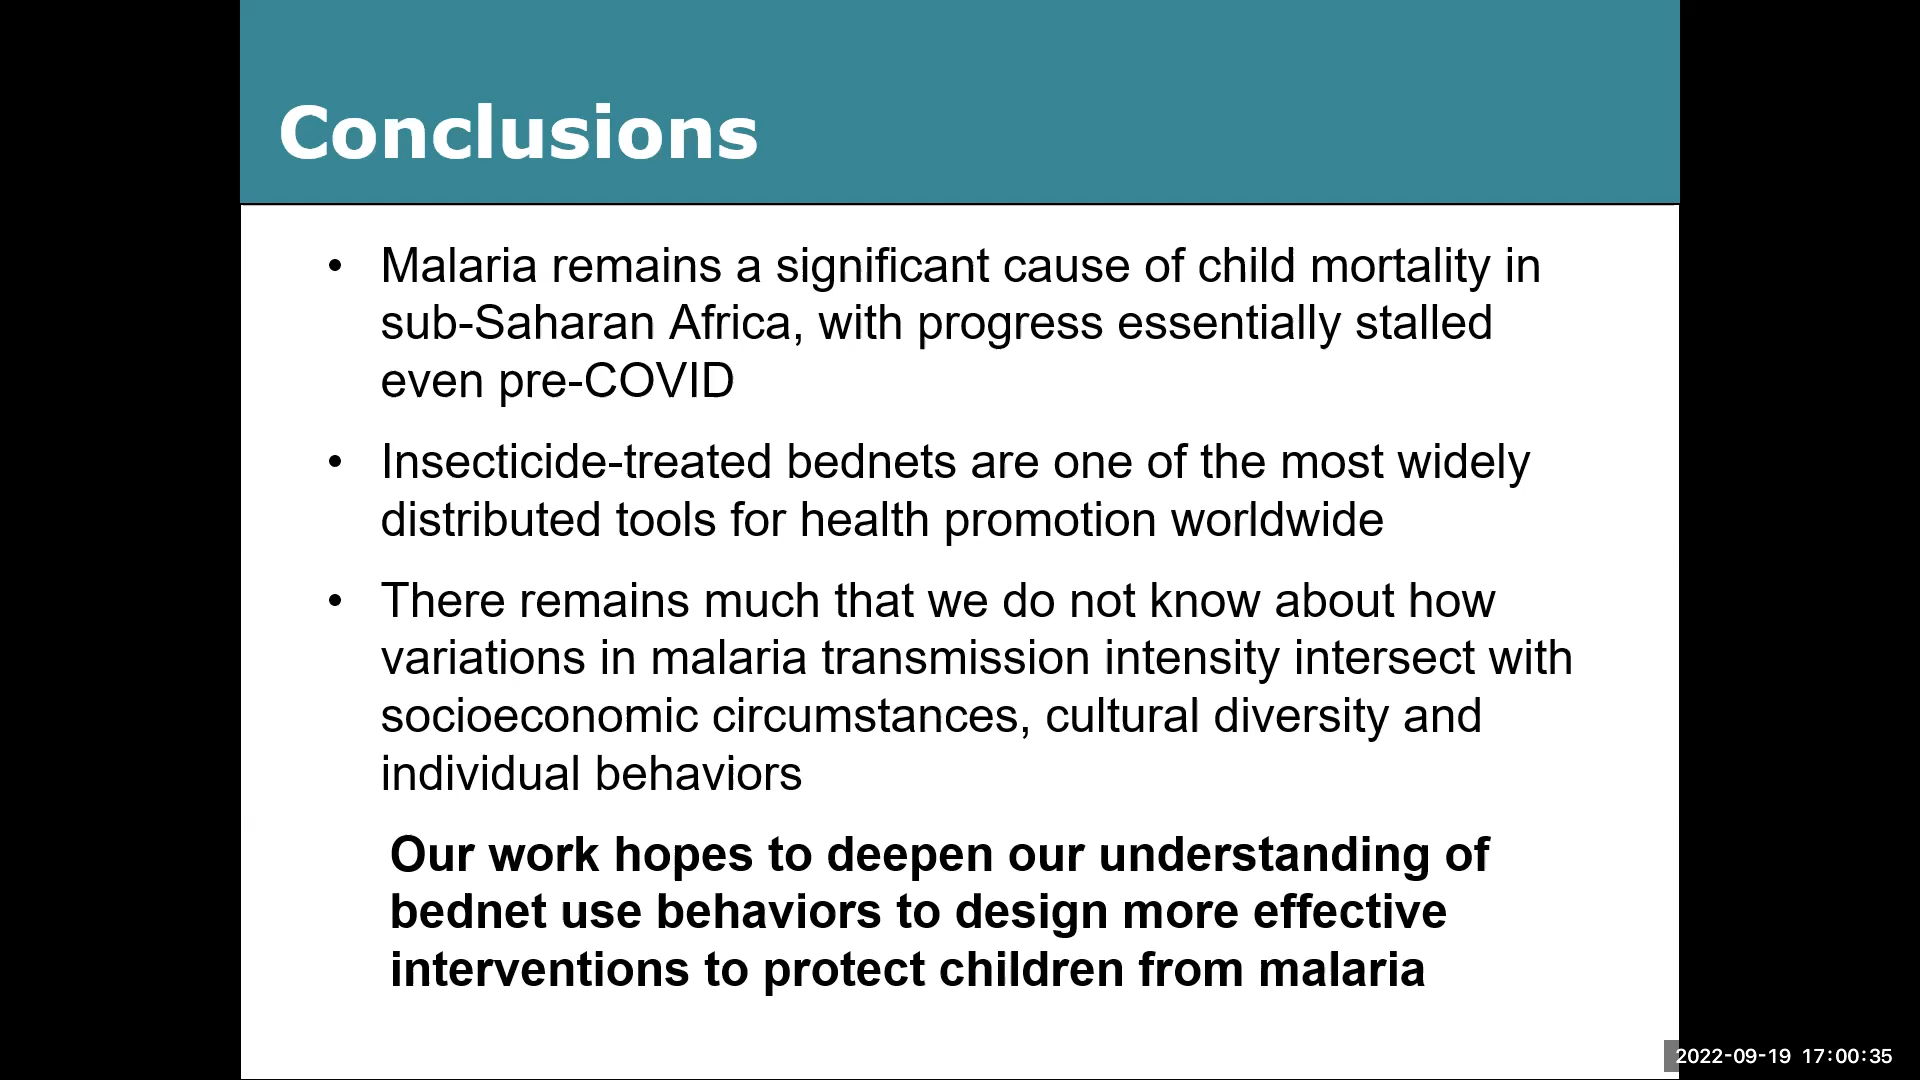 Conclusions
• Malaria remains a significant cause of child mortality in
sub-Saharan Africa, with progress essentially stalled
even pre-COVID
• Insecticide-treated bednets are one of the most widely
distributed tools for health promotion worldwide
• There remains much that we do not know about how
variations in malaria transmission intensity intersect with
socioeconomic circumstances, cultural diversity and
individual behaviors
Our work hopes to deepen our understanding of
bednet use behaviors to design more effective
interventions to protect children from malaria
2022-09-19 17:00:35